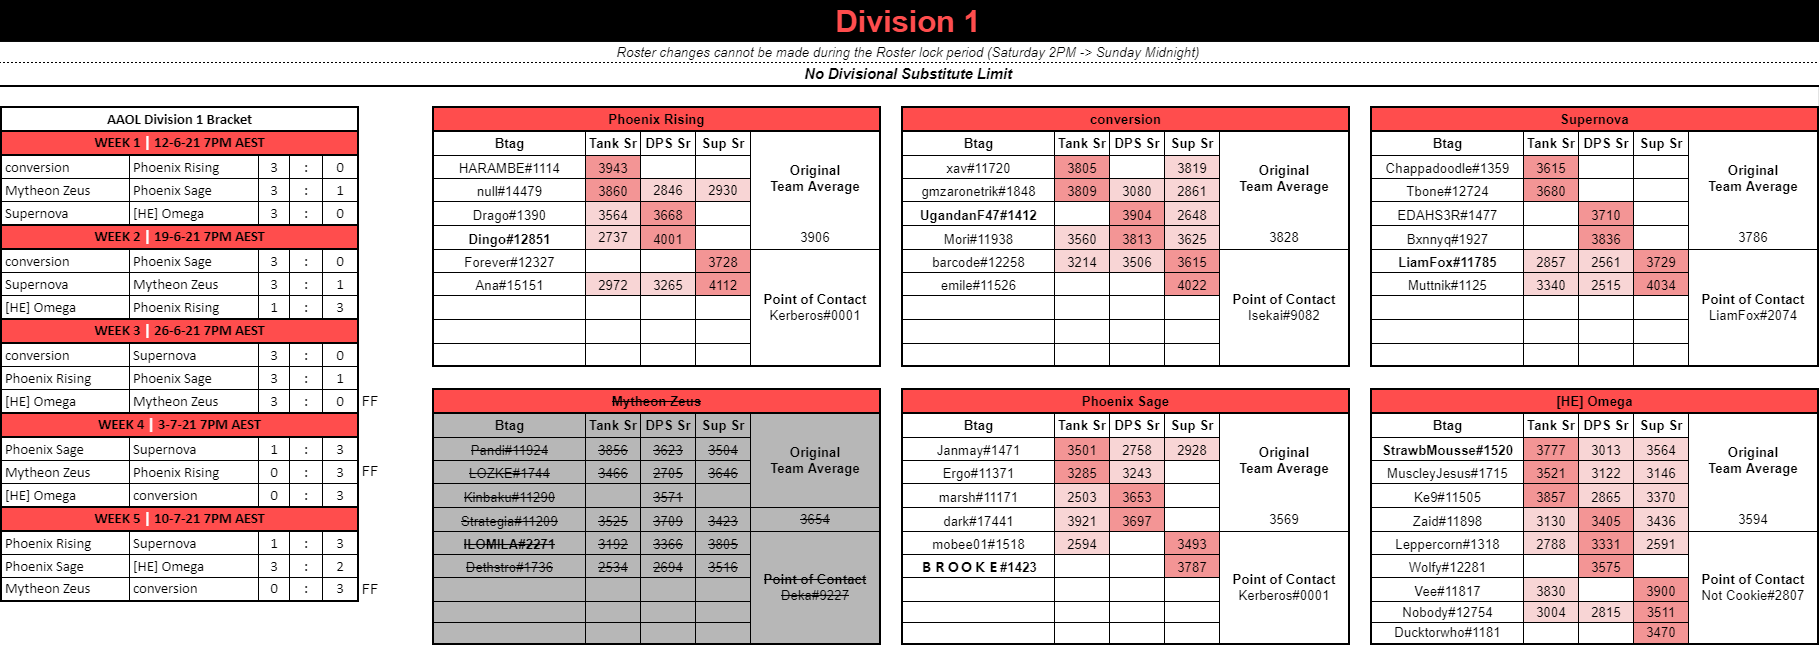 Division 1
Roster changes cannot be made during the Roster lock period (Saturday 2PM -> Sunday Midnight)
No Divisional Substitute Limit
AAOL Division 1 Bracket
WEEK 1 | 12-6-21 7PM AEST
conversion Phoenix Rising 3 : 0
Mytheon Zeus Phoenix Sage 3 : 1
Supernova [HE] Omega 3 : 0
WEEK 2 | 19-6-21 7PM AEST
conversion Phoenix Sage 3 : 0
Supernova Mytheon Zeus 3 : 1
[HE] Omega Phoenix Rising 1 : 3
WEEK 3 | 26-6-21 7PM AEST
conversion Supernova 3 : 0
Phoenix Rising Phoenix Sage 3 : 1
[HE] Omega Mytheon Zeus 3 : 0 FF
WEEK 4 | 3-7-21 7PM AEST
Phoenix Sage Supernova 1 : 3
Mytheon Zeus Phoenix Rising 0 : 3 FF
[HE] Omega conversion 0 : 3
WEEK 5 | 10-7-21 7PM AEST
Phoenix Rising Supernova 1 : 3
Phoenix Sage [HE] Omega 3 : 2
Mytheon Zeus conversion 0 : 3 FF
Phoenix Rising
Btag Tank Sr DPS Sr Sup Sr
HARAMBE#1114 3943
null#14479 3860 2846 2930
Drago#1390 3564 3668
Dingo#12851 2737 4001
Forever#12327 3728
Ana#15151 2972 3265 4112
Original
Team Average
3906
Point of Contact
Kerberos#0001
conversion
Btag Tank Sr DPS Sr Sup Sr
xav#11720 3805 3819
gmzaronetrik#1848 3809 3080 2861
UgandanF47#1412 3904 2648
Mori#11938 3560 3813 3625
barcode#12258 3214 3506 3615
emile#11526 4022
Original
Team Average
3828
Point of Contact
Isekai#9082
Supernova
Btag Tank Sr DPS Sr Sup Sr
Chappadoodle#1359 3615
Tbone#12724 3680
EDAHS3R#1477 3710
Bxnnyq#1927 3836
LiamFox#11785 2857 2561 3729
Muttnik#1125 3340 2515 4034
Original
Team Average
3786
Point of Contact
LiamFox#2074
Mytheon Zeus
Btag Tank Sr DPS Sr Sup Sr
Pandi#11924 3856 3623 3504
LOZKE#1744 3466 2705 3646
Kinbaku#11290 3571
Strategia#11209 3525 3709 3423
ILOMILA#2271 3192 3366 3805
Dethstro#1736 2534 2694 3516
Original
Team Average
3654
Point of Contact
Deka#9227
Phoenix Sage
Btag Tank Sr DPS Sr Sup Sr
Janmay#1471 3501 2758 2928
Ergo#11371 3285 3243
marsh#11171 2503 3653
dark#17441 3921 3697
mobee01#1518 2594 3493
B R O O K E #1423 3787
Original
Team Average
3569
Point of Contact
Kerberos#0001
[HE] Omega
Btag Tank Sr DPS Sr Sup Sr
StrawbMousse#1520 3777 3013 3564
MuscleyJesus#1715 3521 3122 3146
Ke9#11505 3857 2865 3370
Zaid#11898 3130 3405 3436
Leppercorn#1318 2788 3331 2591
Wolfy#12281 3575
Vee#11817 3830 3900
Nobody#12754 3004 2815 3511
Ducktorwho#1181 3470
Original
Team Average
3594
Point of Contact
Not Cookie#2807